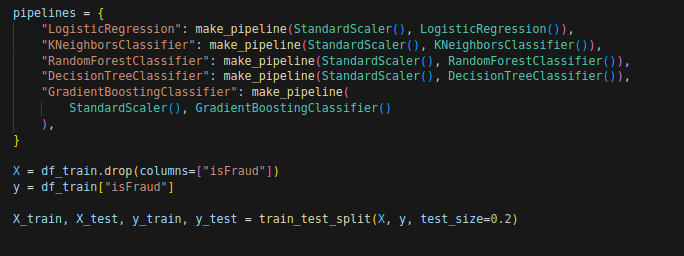 pipelines = {
    "LogisticRegression": make_pipeline(StandardScaler(), LogisticRegression()),
    "KNeighborsClassifier": make_pipeline(StandardScaler(), KNeighborsClassifier()),
    "RandomForestClassifier": make_pipeline(StandardScaler(), RandomForestClassifier()),
    "DecisionTreeClassifier": make_pipeline(StandardScaler(), DecisionTreeClassifier()),
    "GradientBoostingClassifier": make_pipeline(
        StandardScaler(), GradientBoostingClassifier()
    ),
}
X = df_train.drop(columns=["isFraud"])
y = df_train["isFraud"]
X_train, X_test, y_train, y_test = train_test_split(X, y, test_size=0.2)